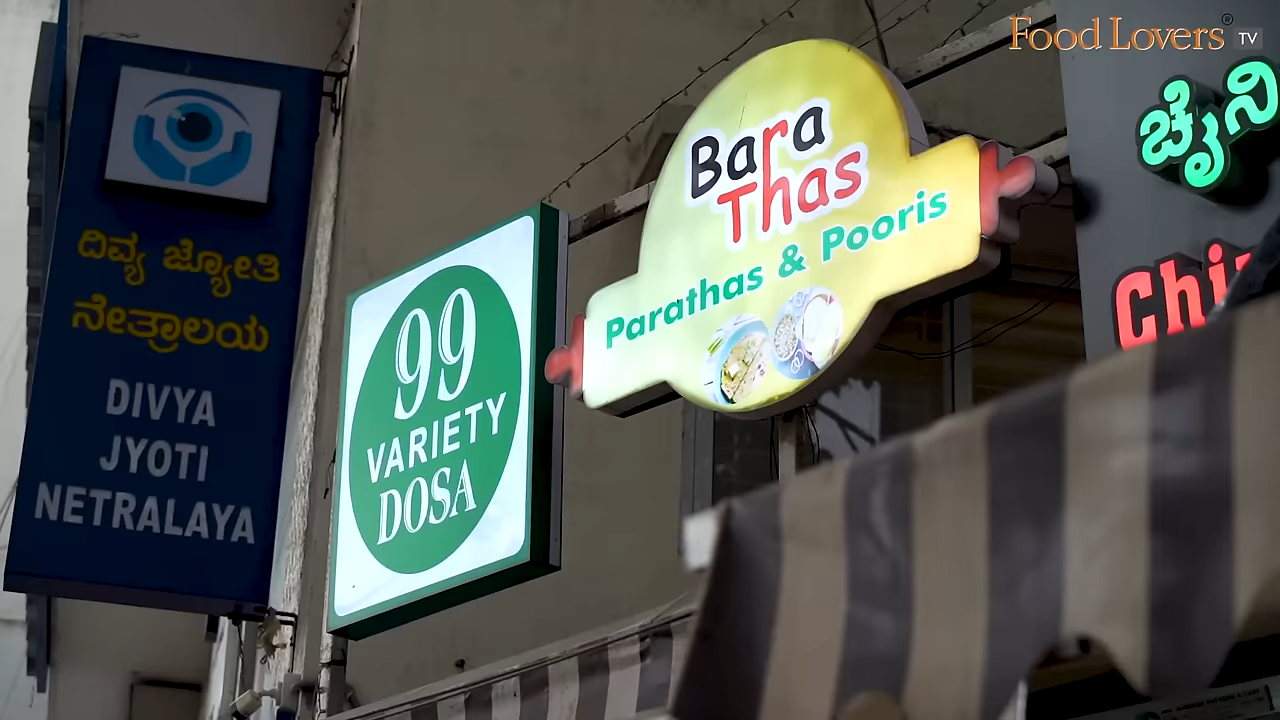 Food Lovers® TV
ದಿವ್ಯ ಜ್ಯೋತಿ
ನೇತ್ರಾಲಯ
DIVYA
JYOTI
NETRALAYA
99
VARIETY
DOSA
Bara
Thas
Parathas & Pooris
ಚೈನಿ
Chi